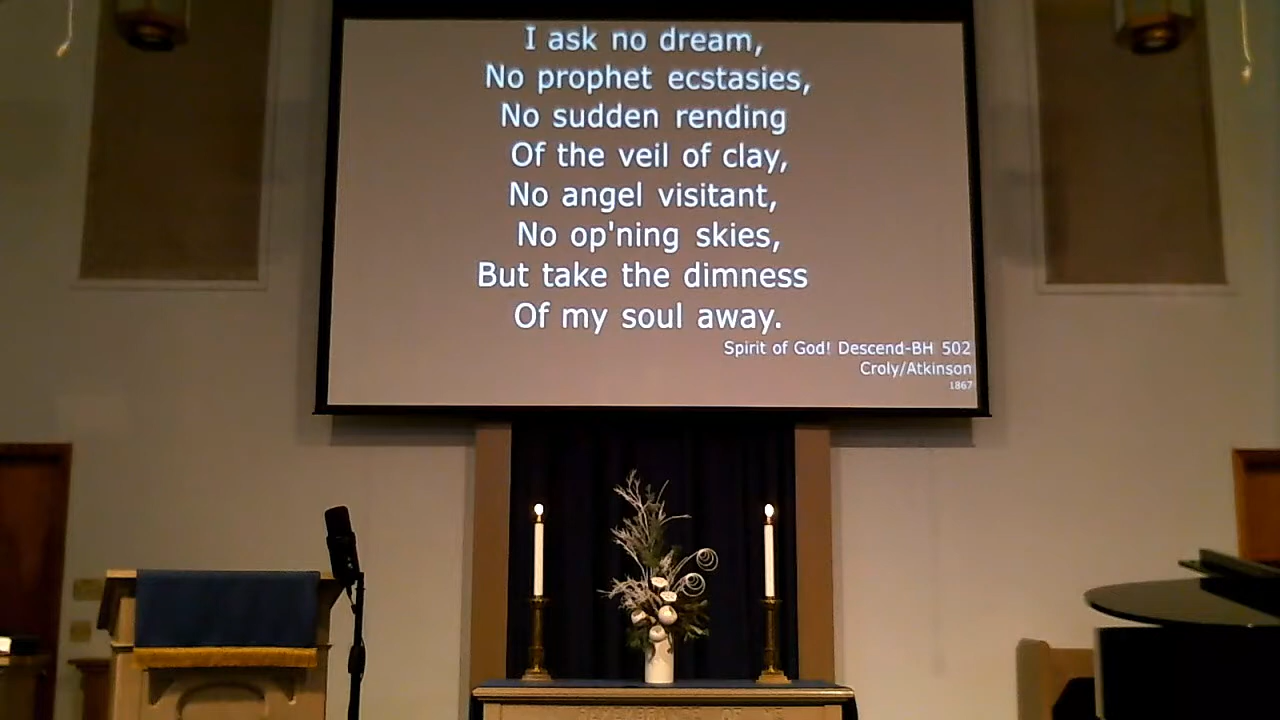 I ask no dream,
No prophet ecstasies,
No sudden rending
Of the veil of clay,
No angel visitant,
No op'ning skies,
But take the dimness
Of my soul away.
Spirit of God! Descend-BH 502
Croly/Atkinson
1867